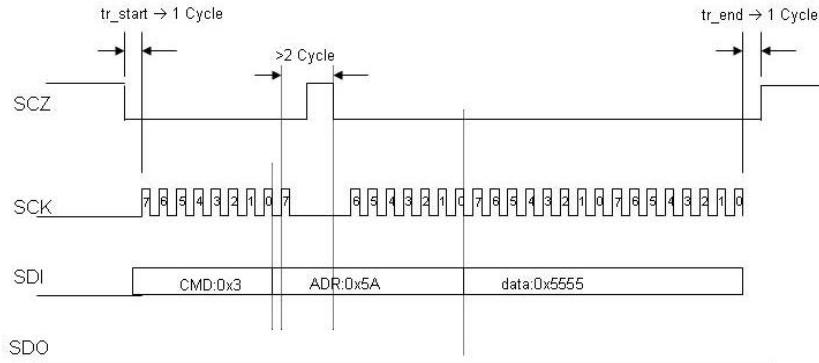 tr_start → 1 Cycle
tr_end → 1 Cycle
>2 Cycle
SCZ
SCK
7 6 5 4 3 2 1 0 7 6 5 4 3 2 1 0 7 6 5 4 3 2 1 0 7 6 5 4 3 2 1 0
SDI
CMD:0x3
ADR:0x5A
data:0x5555
SDO